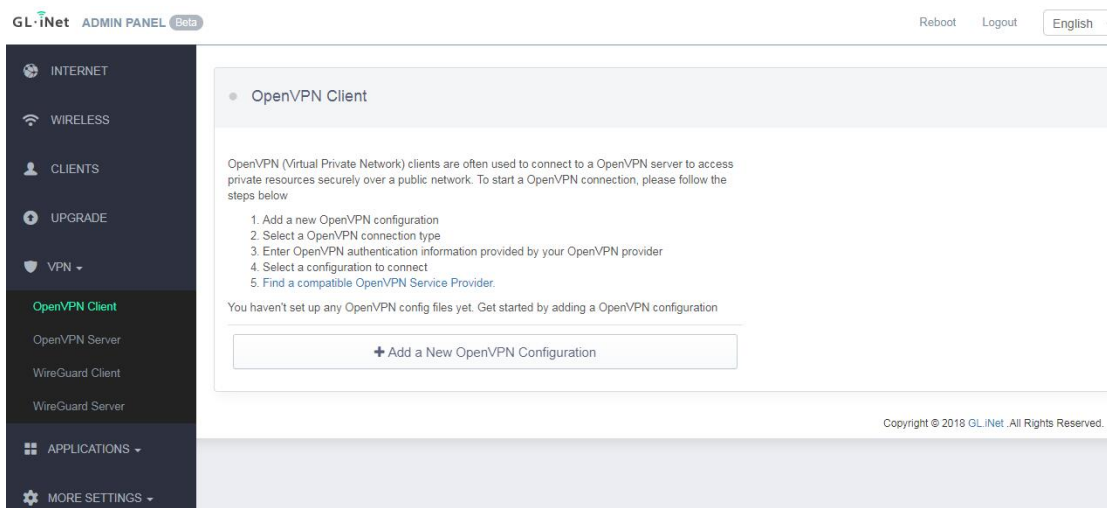 GL·iNet ADMIN PANEL Beta
Reboot Logout English
INTERNET
WIRELESS
CLIENTS
UPGRADE
VPN
OpenVPN Client
OpenVPN Server
WireGuard Client
WireGuard Server
APPLICATIONS
MORE SETTINGS
OpenVPN Client
OpenVPN (Virtual Private Network) clients are often used to connect to a OpenVPN server to access
private resources securely over a public network. To start a OpenVPN connection, please follow the
steps below
1. Add a new OpenVPN configuration
2. Select a OpenVPN connection type
3. Enter OpenVPN authentication information provided by your OpenVPN provider
4. Select a configuration to connect
5. Find a compatible OpenVPN Service Provider.
You haven't set up any OpenVPN config files yet. Get started by adding a OpenVPN configuration
+ Add a New OpenVPN Configuration
Copyright © 2018 GL.iNet .All Rights Reserved.